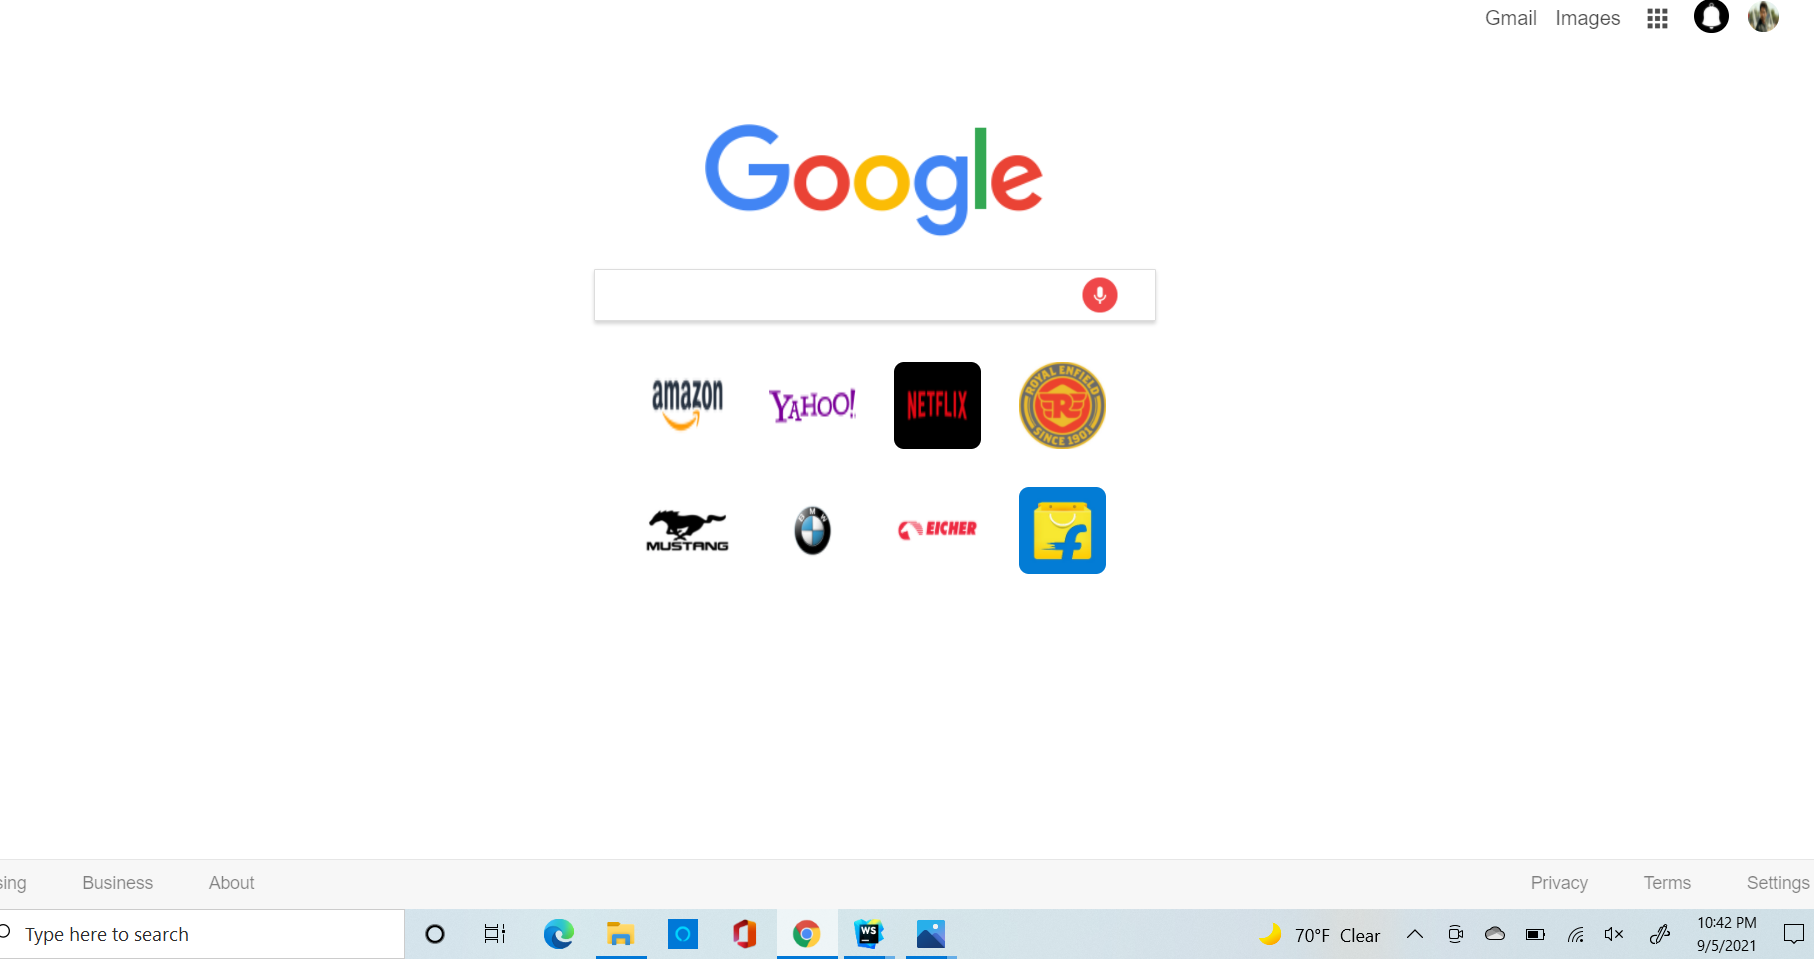 Gmail Images
Google
amazon
YAHOO!
NETFLIX
ROYAL ENFIELD
R
SINCE 1901
MUSTANG
BMW
EICHER
f
sing Business About
Privacy Terms Settings
Type here to search
WS
70°F Clear
10:42 PM
9/5/2021